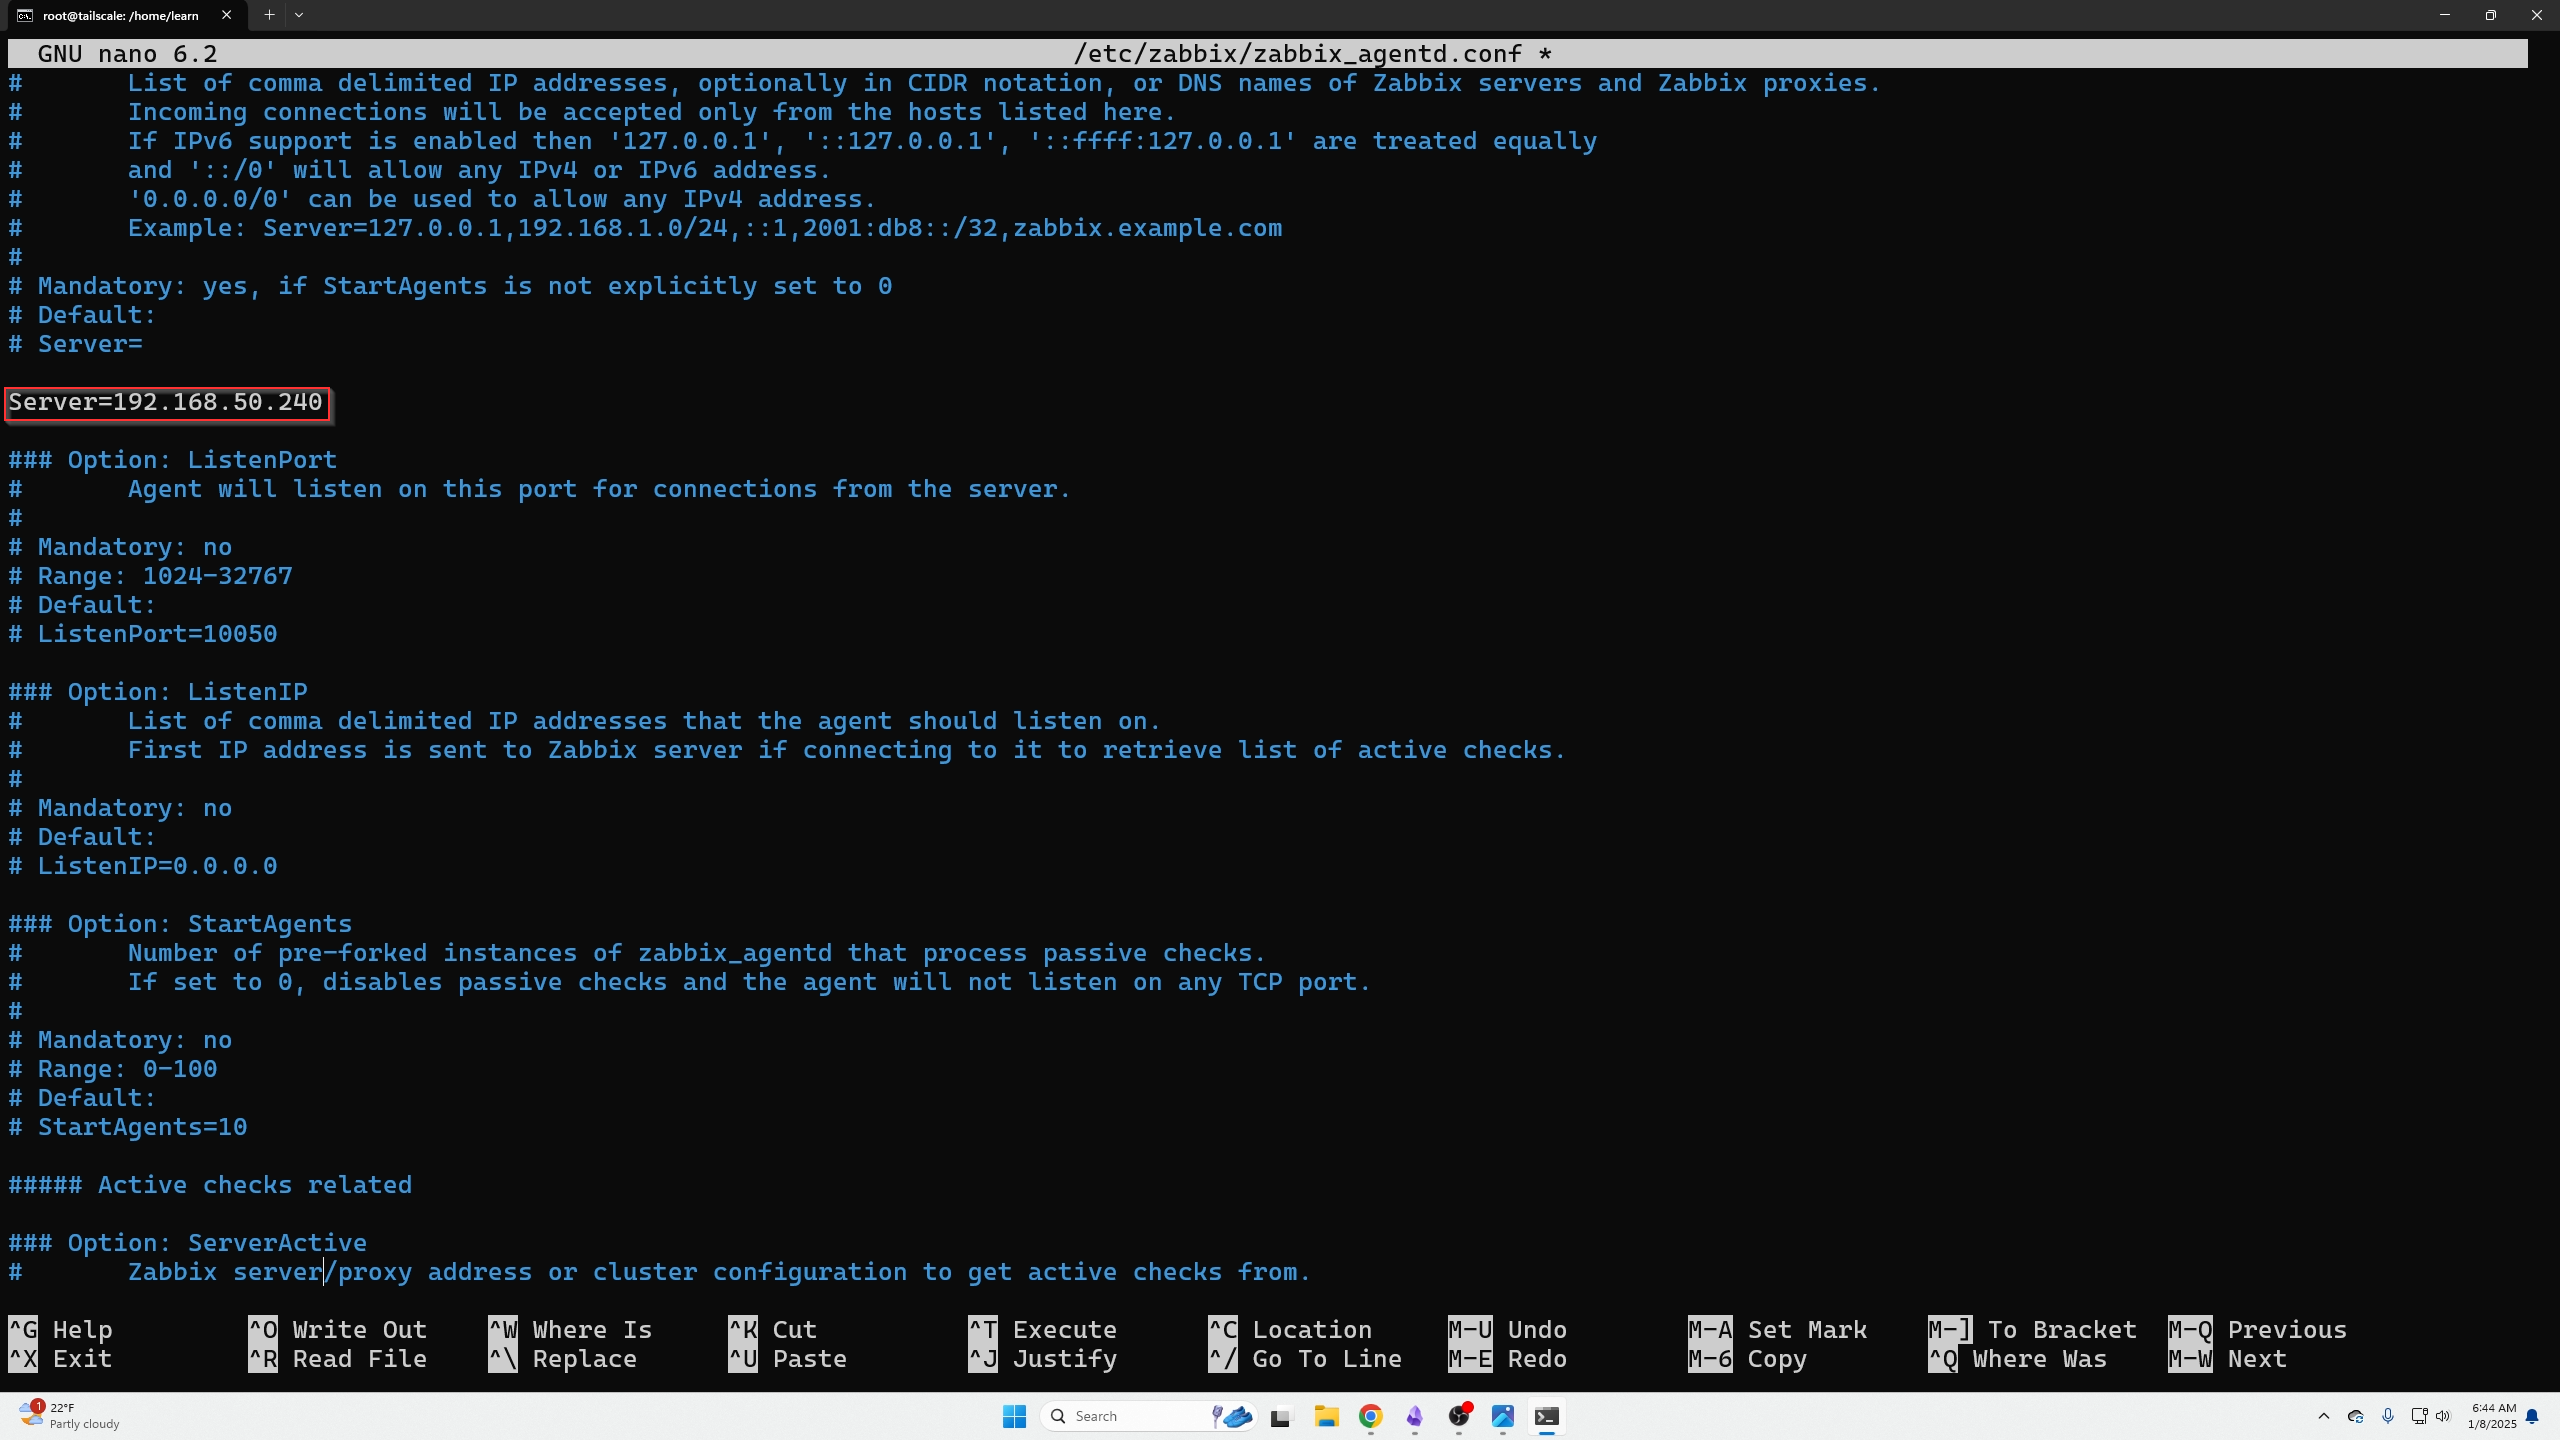 root@tailscale: /home/learn
GNU nano 6.2 /etc/zabbix/zabbix_agentd.conf *
# List of comma delimited IP addresses, optionally in CIDR notation, or DNS names of Zabbix servers and Zabbix proxies.
# Incoming connections will be accepted only from the hosts listed here.
# If IPv6 support is enabled then '127.0.0.1', '::127.0.0.1', '::ffff:127.0.0.1' are treated equally
# and '::/0' will allow any IPv4 or IPv6 address.
# '0.0.0.0/0' can be used to allow any IPv4 address.
# Example: Server=127.0.0.1,192.168.1.0/24,::1,2001:db8::/32,zabbix.example.com
#
# Mandatory: yes, if StartAgents is not explicitly set to 0
# Default:
# Server=
Server=192.168.50.240
### Option: ListenPort
# Agent will listen on this port for connections from the server.
#
# Mandatory: no
# Range: 1024-32767
# Default:
# ListenPort=10050
### Option: ListenIP
# List of comma delimited IP addresses that the agent should listen on.
# First IP address is sent to Zabbix server if connecting to it to retrieve list of active checks.
#
# Mandatory: no
# Default:
# ListenIP=0.0.0.0
### Option: StartAgents
# Number of pre-forked instances of zabbix_agentd that process passive checks.
# If set to 0, disables passive checks and the agent will not listen on any TCP port.
#
# Mandatory: no
# Range: 0-100
# Default:
# StartAgents=10
##### Active checks related
### Option: ServerActive
# Zabbix server/proxy address or cluster configuration to get active checks from.
^G Help ^O Write Out ^W Where Is ^K Cut ^T Execute ^C Location M-U Undo M-A Set Mark M-] To Bracket M-Q Previous
^X Exit ^R Read File ^\ Replace ^U Paste ^J Justify ^/ Go To Line M-E Redo M-6 Copy ^Q Where Was M-W Next
1
22°F
Partly cloudy
Search
6:44 AM
1/8/2025